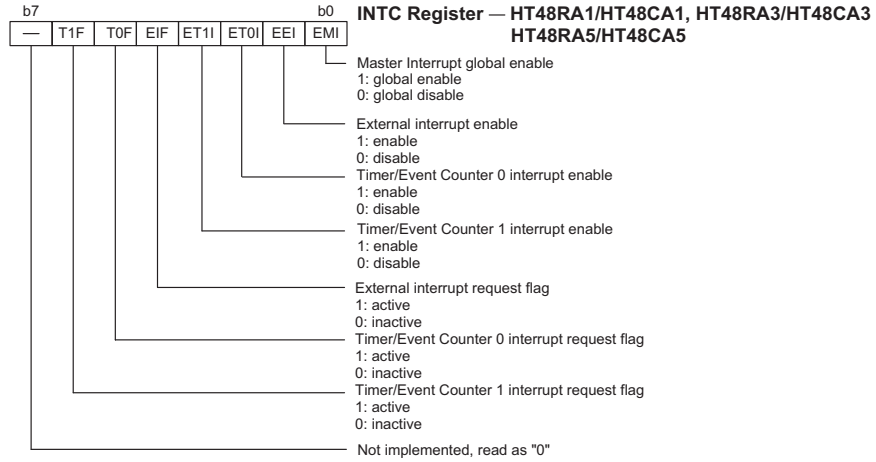 b7 b0
INTC Register — HT48RA1/HT48CA1, HT48RA3/HT48CA3
HT48RA5/HT48CA5
— T1F T0F EIF ET1I ET0I EEI EMI
Master Interrupt global enable
1: global enable
0: global disable
External interrupt enable
1: enable
0: disable
Timer/Event Counter 0 interrupt enable
1: enable
0: disable
Timer/Event Counter 1 interrupt enable
1: enable
0: disable
External interrupt request flag
1: active
0: inactive
Timer/Event Counter 0 interrupt request flag
1: active
0: inactive
Timer/Event Counter 1 interrupt request flag
1: active
0: inactive
Not implemented, read as "0"